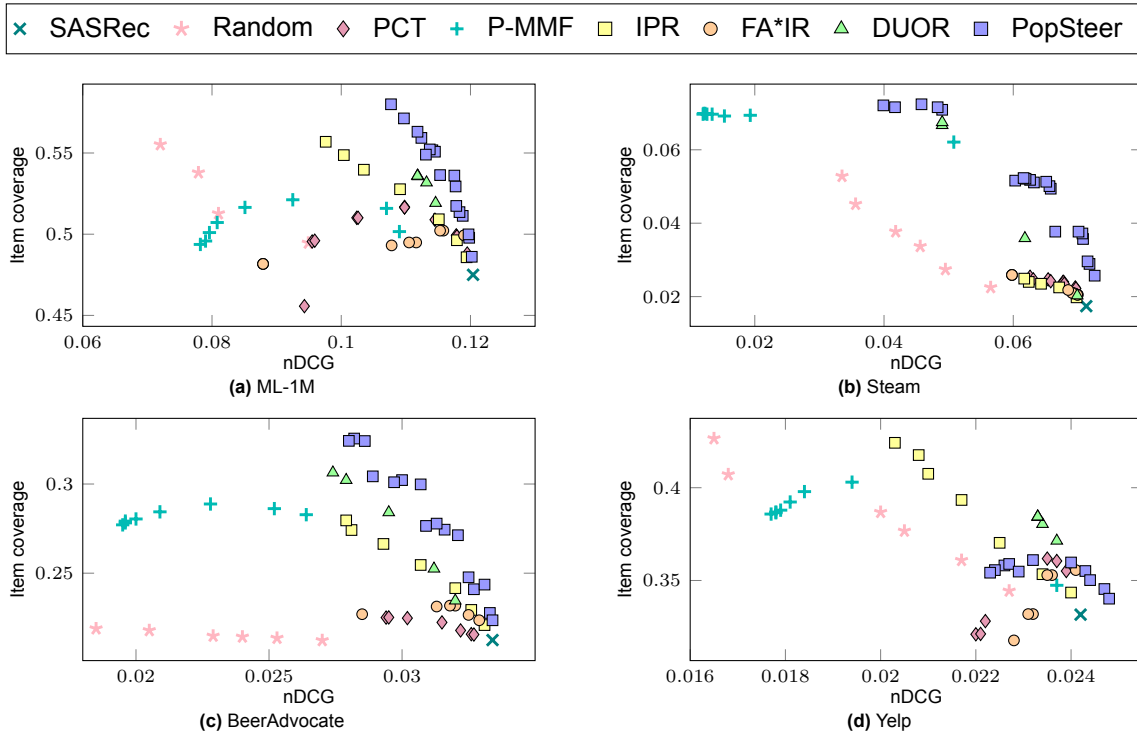 SASRec Random PCT P-MMF IPR FA*IR DUOR PopSteer
0.55
0.5
0.45
Item coverage
0.06 0.08 0.1 0.12
nDCG
(a) ML-1M
0.06
0.04
0.02
Item coverage
0.02 0.04 0.06
nDCG
(b) Steam
0.3
0.25
Item coverage
0.02 0.025 0.03
nDCG
(c) BeerAdvocate
0.4
0.35
Item coverage
0.016 0.018 0.02 0.022 0.024
nDCG
(d) Yelp